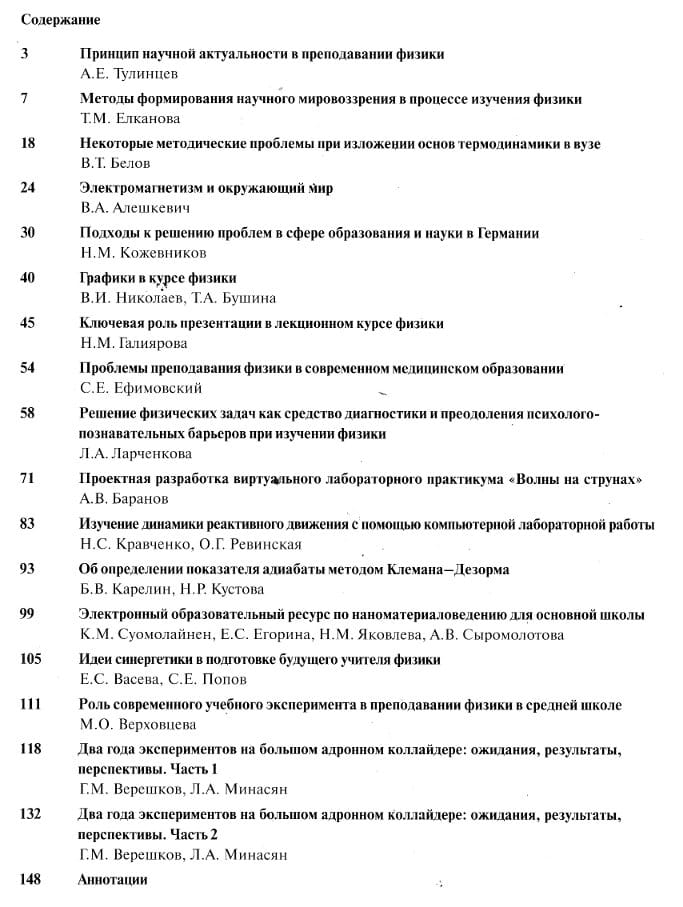 Содержание
3 Принцип научной актуальности в преподавании физики
А.Е. Тулинцев
7 Методы формирования научного мировоззрения в процессе изучения физики
Т.М. Елканова
18 Некоторые методические проблемы при изложении основ термодинамики в вузе
В.Т. Белов
24 Электромагнетизм и окружающий мир
В.А. Алешкевич
30 Подходы к решению проблем в сфере образования и науки в Германии
Н.М. Кожевников
40 Графики в курсе физики
В.И. Николаев, Т.А. Бушина
45 Ключевая роль презентации в лекционном курсе физики
Н.М. Галиярова
54 Проблемы преподавания физики в современном медицинском образовании
С.Е. Ефимовский
58 Решение физических задач как средство диагностики и преодоления психолого-
познавательных барьеров при изучении физики
Л.А. Ларченкова
71 Проектная разработка виртуального лабораторного практикума «Волны на струнах»
А.В. Баранов
83 Изучение динамики реактивного движения с помощью компьютерной лабораторной работы
Н.С. Кравченко, О.Г. Ревинская
93 Об определении показателя адиабаты методом Клемана—Дезорма
Б.В. Карелин, Н.Р. Кустова
99 Электронный образовательный ресурс по наноматериаловедению для основной школы
К.М. Суомолайнен, Е.С. Егорина, Н.М. Яковлева, А.В. Сыромолотова
105 Идеи синергетики в подготовке будущего учителя физики
Е.С. Васева, С.Е. Попов
111 Роль современного учебного эксперимента в преподавании физики в средней школе
М.О. Верховцева
118 Два года экспериментов на большом адронном коллайдере: ожидания, результаты,
перспективы. Часть 1
Г.М. Верешков, Л.А. Минасян
132 Два года экспериментов на большом адронном коллайдере: ожидания, результаты,
перспективы. Часть 2
Г.М. Верешков, Л.А. Минасян
148 Аннотации